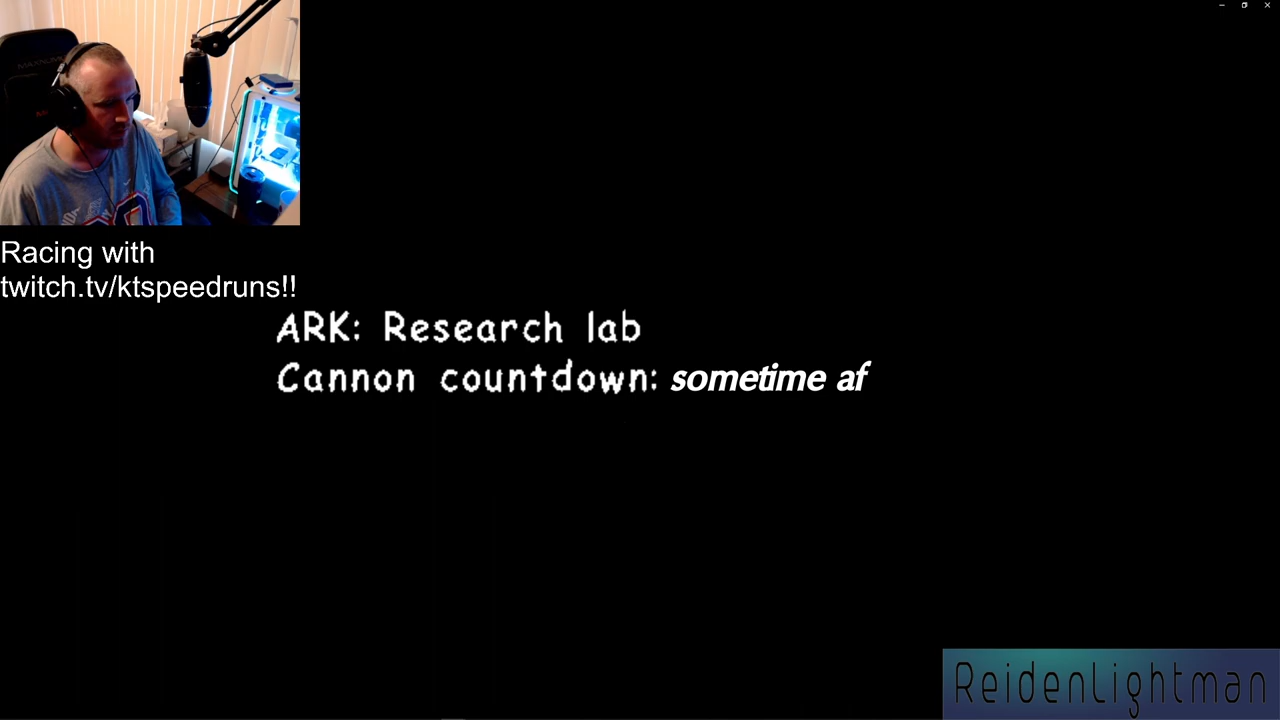 Racing with
twitch.tv/ktspeedruns!!
ARK: Research lab
Cannon countdown: sometime af
ReidenLightman